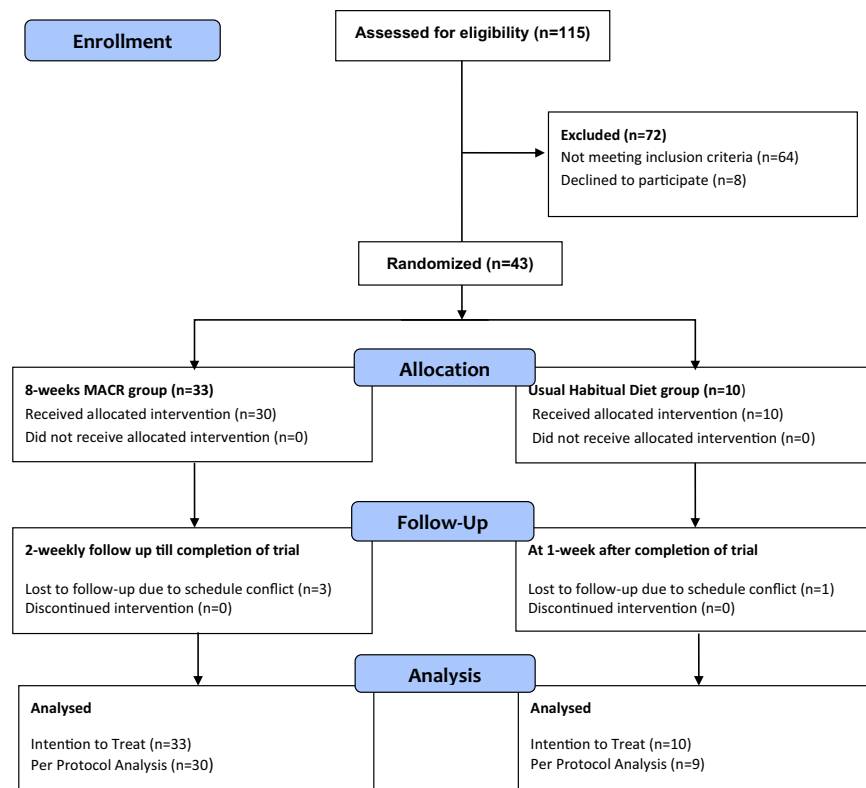 Enrollment
Assessed for eligibility (n=115)
Excluded (n=72)
Not meeting inclusion criteria (n=64)
Declined to participate (n=8)
Randomized (n=43)
Allocation
8-weeks MACR group (n=33)
Received allocated intervention (n=30)
Did not receive allocated intervention (n=0)
Usual Habitual Diet group (n=10)
Received allocated intervention (n=10)
Did not receive allocated intervention (n=0)
Follow-Up
2-weekly follow up till completion of trial
Lost to follow-up due to schedule conflict (n=3)
Discontinued intervention (n=0)
At 1-week after completion of trial
Lost to follow-up due to schedule conflict (n=1)
Discontinued intervention (n=0)
Analysis
Analysed
Intention to Treat (n=33)
Per Protocol Analysis (n=30)
Analysed
Intention to Treat (n=10)
Per Protocol Analysis (n=9)